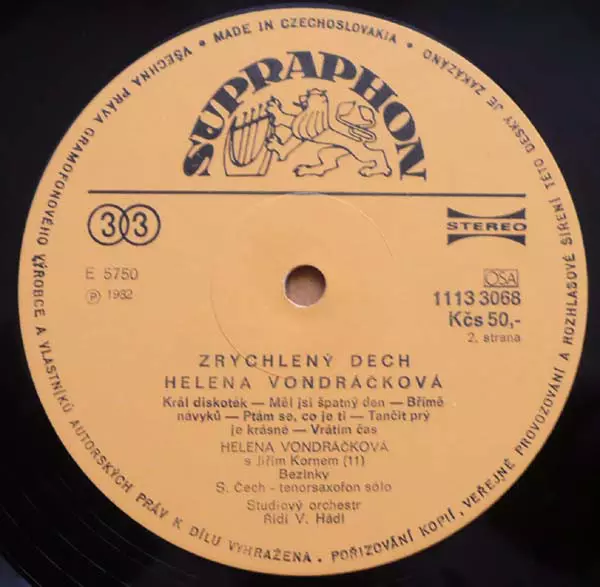 VŠECHNA PRÁVA GRAMOFONOVÉHO VÝROBCE A VLASTNÍKŮ AUTORSKÝCH PRÁV K DÍLU VYHRAŽENA. POŘIZOVÁNÍ KOPIÍ, VEŘEJNÉ PROVOZOVÁNÍ A ROZHLASOVÉ ŠÍŘENÍ TÉTO DESKY JE ZAKÁZÁNO • MADE IN CZECHOSLOVAKIA •
SUPRAPHON
33
STEREO
E 5750
OSA
℗ 1982
1113 3068
Kčs 50,-
2. strana
ZRYCHLENÝ DECH
HELENA VONDRÁČKOVÁ
Král diskoték — Měl jsi špatný den — Břímě
návyků — Ptám se, co je ti — Tančit prý
je krásné — Vrátím čas
HELENA VONDRÁČKOVÁ
s Jiřím Kornem (11)
Bezinky
S. Čech - tenorsaxofon sólo
Studiový orchestr
Řídí V. Hádl